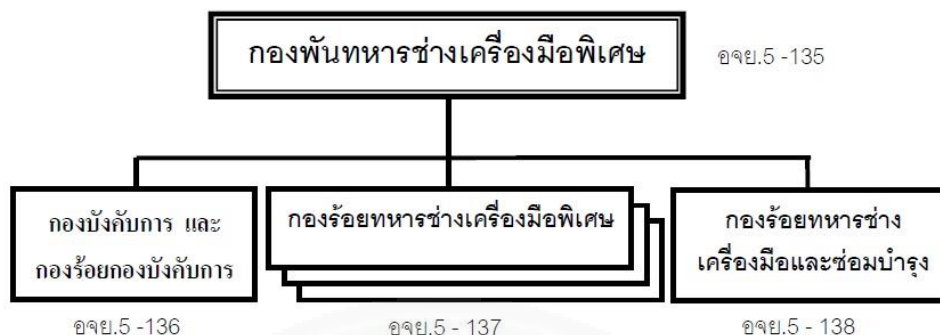 กองพันทหารช่างเครื่องมือพิเศษ
อจย.5 -135
กองบังคับการ และ
กองร้อยกองบังคับการ
กองร้อยทหารช่างเครื่องมือพิเศษ
กองร้อยทหารช่าง
เครื่องมือและซ่อมบำรุง
อจย.5 -136
อจย.5 - 137
อจย.5 - 138